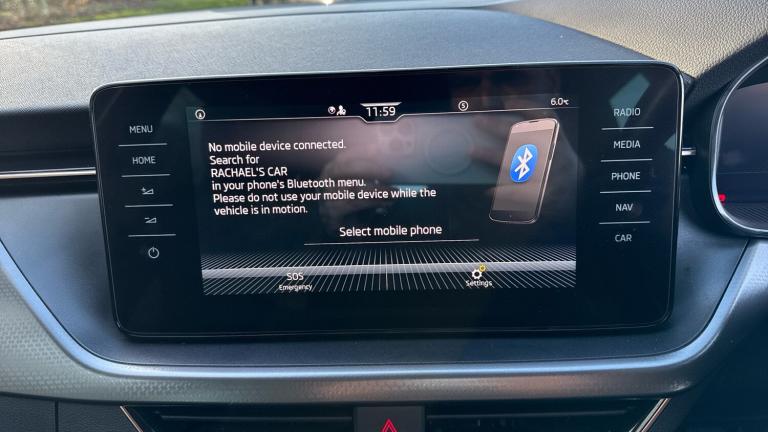 MENU
HOME
11:59
6.0°C
No mobile device connected.
Search for
RACHAEL'S CAR
in your phone's Bluetooth menu.
Please do not use your mobile device while the
vehicle is in motion.
Select mobile phone
SOS
Emergency
Settings
RADIO
MEDIA
PHONE
NAV
CAR